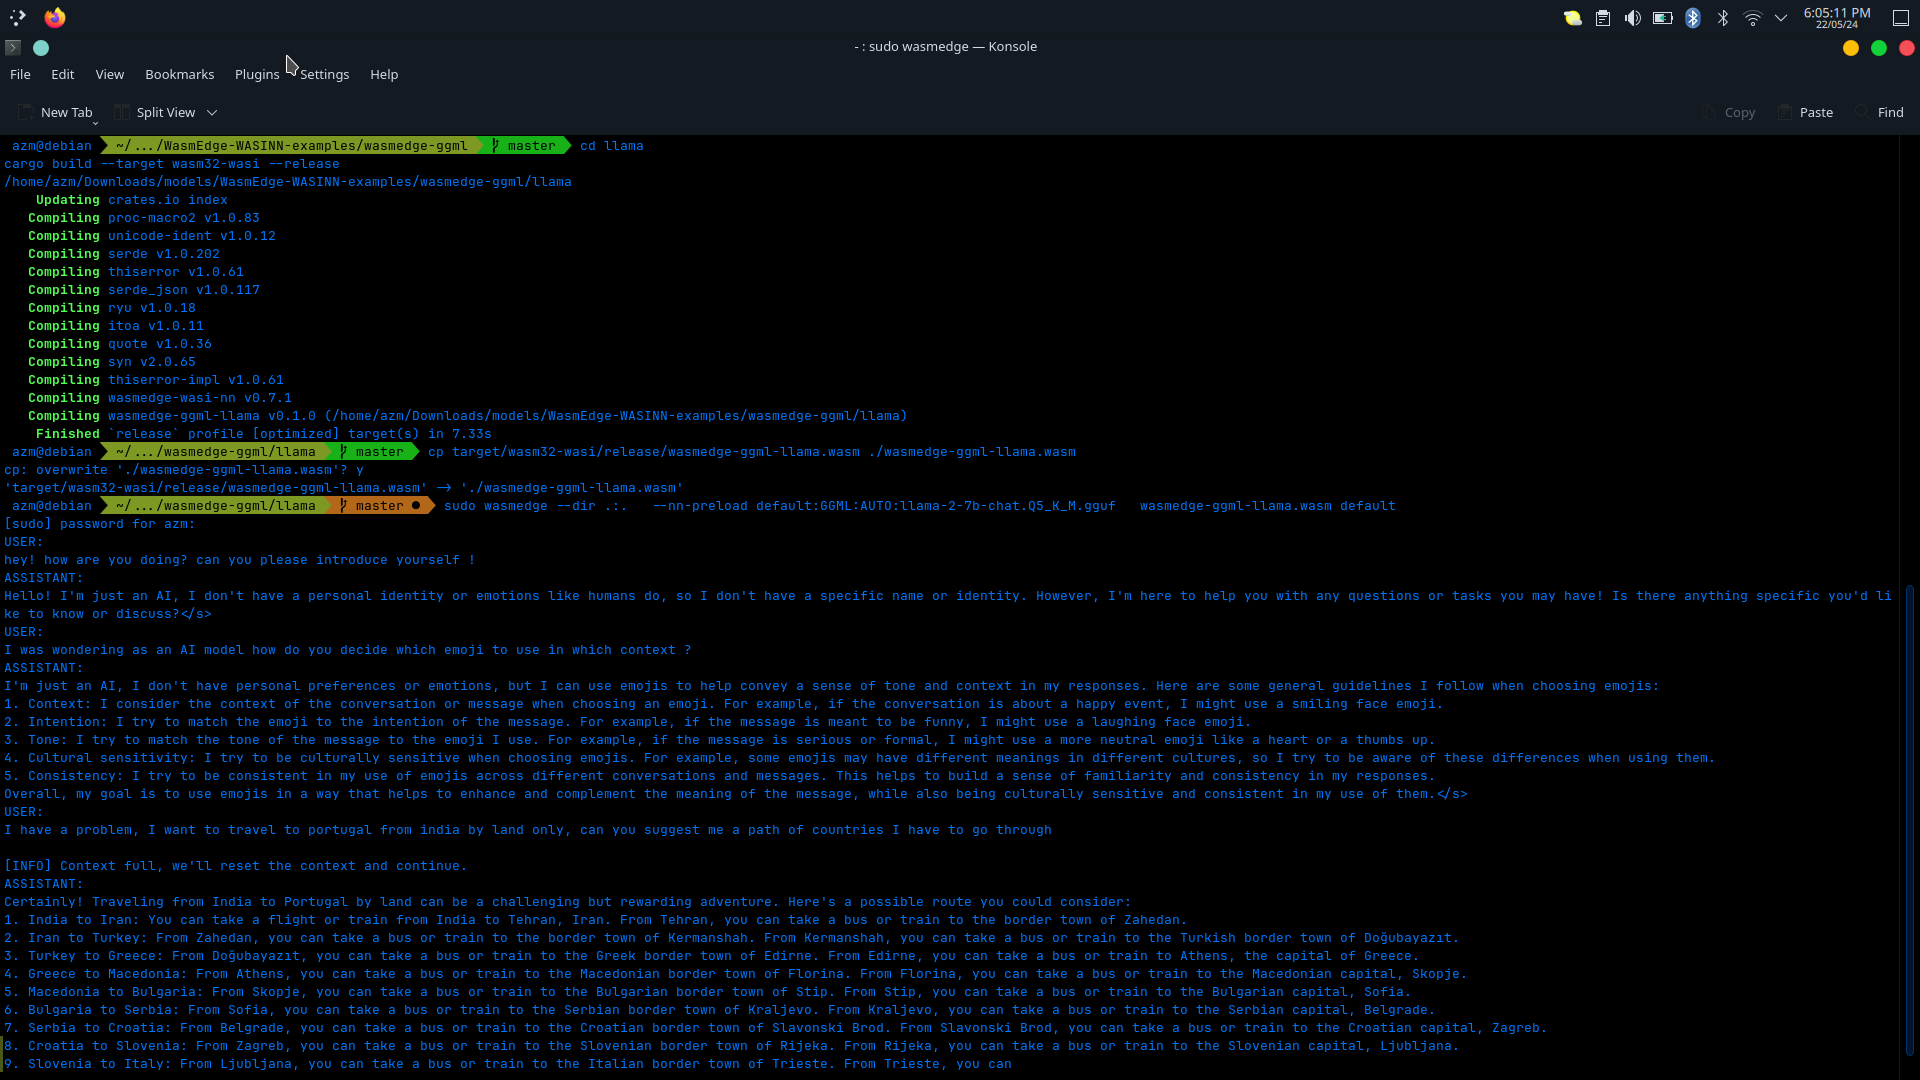 6:05:11 PM
22/05/24
- : sudo wasmedge — Konsole
File Edit View Bookmarks Plugins Settings Help
New Tab Split View Copy Paste Find
azm@debian ~/.../WasmEdge-WASINN-examples/wasmedge-ggml master cd llama
cargo build --target wasm32-wasi --release
/home/azm/Downloads/models/WasmEdge-WASINN-examples/wasmedge-ggml/llama
Updating crates.io index
Compiling proc-macro2 v1.0.83
Compiling unicode-ident v1.0.12
Compiling serde v1.0.202
Compiling thiserror v1.0.61
Compiling serde_json v1.0.117
Compiling ryu v1.0.18
Compiling itoa v1.0.11
Compiling quote v1.0.36
Compiling syn v2.0.65
Compiling thiserror-impl v1.0.61
Compiling wasmedge-wasi-nn v0.7.1
Compiling wasmedge-ggml-llama v0.1.0 (/home/azm/Downloads/models/WasmEdge-WASINN-examples/wasmedge-ggml/llama)
Finished `release` profile [optimized] target(s) in 7.33s
azm@debian ~/.../wasmedge-ggml/llama master cp target/wasm32-wasi/release/wasmedge-ggml-llama.wasm ./wasmedge-ggml-llama.wasm
cp: overwrite './wasmedge-ggml-llama.wasm'? y
'target/wasm32-wasi/release/wasmedge-ggml-llama.wasm' -> './wasmedge-ggml-llama.wasm'
azm@debian ~/.../wasmedge-ggml/llama master ● sudo wasmedge --dir .:. --nn-preload default:GGML:AUTO:llama-2-7b-chat.Q5_K_M.gguf wasmedge-ggml-llama.wasm default
[sudo] password for azm:
USER:
hey! how are you doing? can you please introduce yourself !
ASSISTANT:
Hello! I'm just an AI, I don't have a personal identity or emotions like humans do, so I don't have a specific name or identity. However, I'm here to help you with any questions or tasks you may have! Is there anything specific you'd li
ke to know or discuss?</s>
USER:
I was wondering as an AI model how do you decide which emoji to use in which context ?
ASSISTANT:
I'm just an AI, I don't have personal preferences or emotions, but I can use emojis to help convey a sense of tone and context in my responses. Here are some general guidelines I follow when choosing emojis:
1. Context: I consider the context of the conversation or message when choosing an emoji. For example, if the conversation is about a happy event, I might use a smiling face emoji.
2. Intention: I try to match the emoji to the intention of the message. For example, if the message is meant to be funny, I might use a laughing face emoji.
3. Tone: I try to match the tone of the message to the emoji I use. For example, if the message is serious or formal, I might use a more neutral emoji like a heart or a thumbs up.
4. Cultural sensitivity: I try to be culturally sensitive when choosing emojis. For example, some emojis may have different meanings in different cultures, so I try to be aware of these differences when using them.
5. Consistency: I try to be consistent in my use of emojis across different conversations and messages. This helps to build a sense of familiarity and consistency in my responses.
Overall, my goal is to use emojis in a way that helps to enhance and complement the meaning of the message, while also being culturally sensitive and consistent in my use of them.</s>
USER:
I have a problem, I want to travel to portugal from india by land only, can you suggest me a path of countries I have to go through
[INFO] Context full, we'll reset the context and continue.
ASSISTANT:
Certainly! Traveling from India to Portugal by land can be a challenging but rewarding adventure. Here's a possible route you could consider:
1. India to Iran: You can take a flight or train from India to Tehran, Iran. From Tehran, you can take a bus or train to the border town of Zahedan.
2. Iran to Turkey: From Zahedan, you can take a bus or train to the border town of Kermanshah. From Kermanshah, you can take a bus or train to the Turkish border town of Doğubayazıt.
3. Turkey to Greece: From Doğubayazıt, you can take a bus or train to the Greek border town of Edirne. From Edirne, you can take a bus or train to Athens, the capital of Greece.
4. Greece to Macedonia: From Athens, you can take a bus or train to the Macedonian border town of Florina. From Florina, you can take a bus or train to the Macedonian capital, Skopje.
5. Macedonia to Bulgaria: From Skopje, you can take a bus or train to the Bulgarian border town of Stip. From Stip, you can take a bus or train to the Bulgarian capital, Sofia.
6. Bulgaria to Serbia: From Sofia, you can take a bus or train to the Serbian border town of Kraljevo. From Kraljevo, you can take a bus or train to the Serbian capital, Belgrade.
7. Serbia to Croatia: From Belgrade, you can take a bus or train to the Croatian border town of Slavonski Brod. From Slavonski Brod, you can take a bus or train to the Croatian capital, Zagreb.
8. Croatia to Slovenia: From Zagreb, you can take a bus or train to the Slovenian border town of Rijeka. From Rijeka, you can take a bus or train to the Slovenian capital, Ljubljana.
9. Slovenia to Italy: From Ljubljana, you can take a bus or train to the Italian border town of Trieste. From Trieste, you can